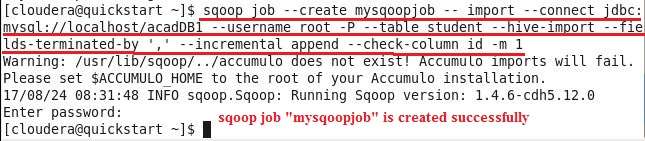 [cloudera@quickstart ~]$ sqoop job --create mysqoopjob -- import --connect jdbc:
mysql://localhost/acadDB1 --username root -P --table student --hive-import --fie
lds-terminated-by ',' --incremental append --check-column id -m 1
Warning: /usr/lib/sqoop/../accumulo does not exist! Accumulo imports will fail.
Please set $ACCUMULO_HOME to the root of your Accumulo installation.
17/08/24 08:31:48 INFO sqoop.Sqoop: Running Sqoop version: 1.4.6-cdh5.12.0
Enter password:
sqoop job "mysqoopjob" is created successfully
[cloudera@quickstart ~]$